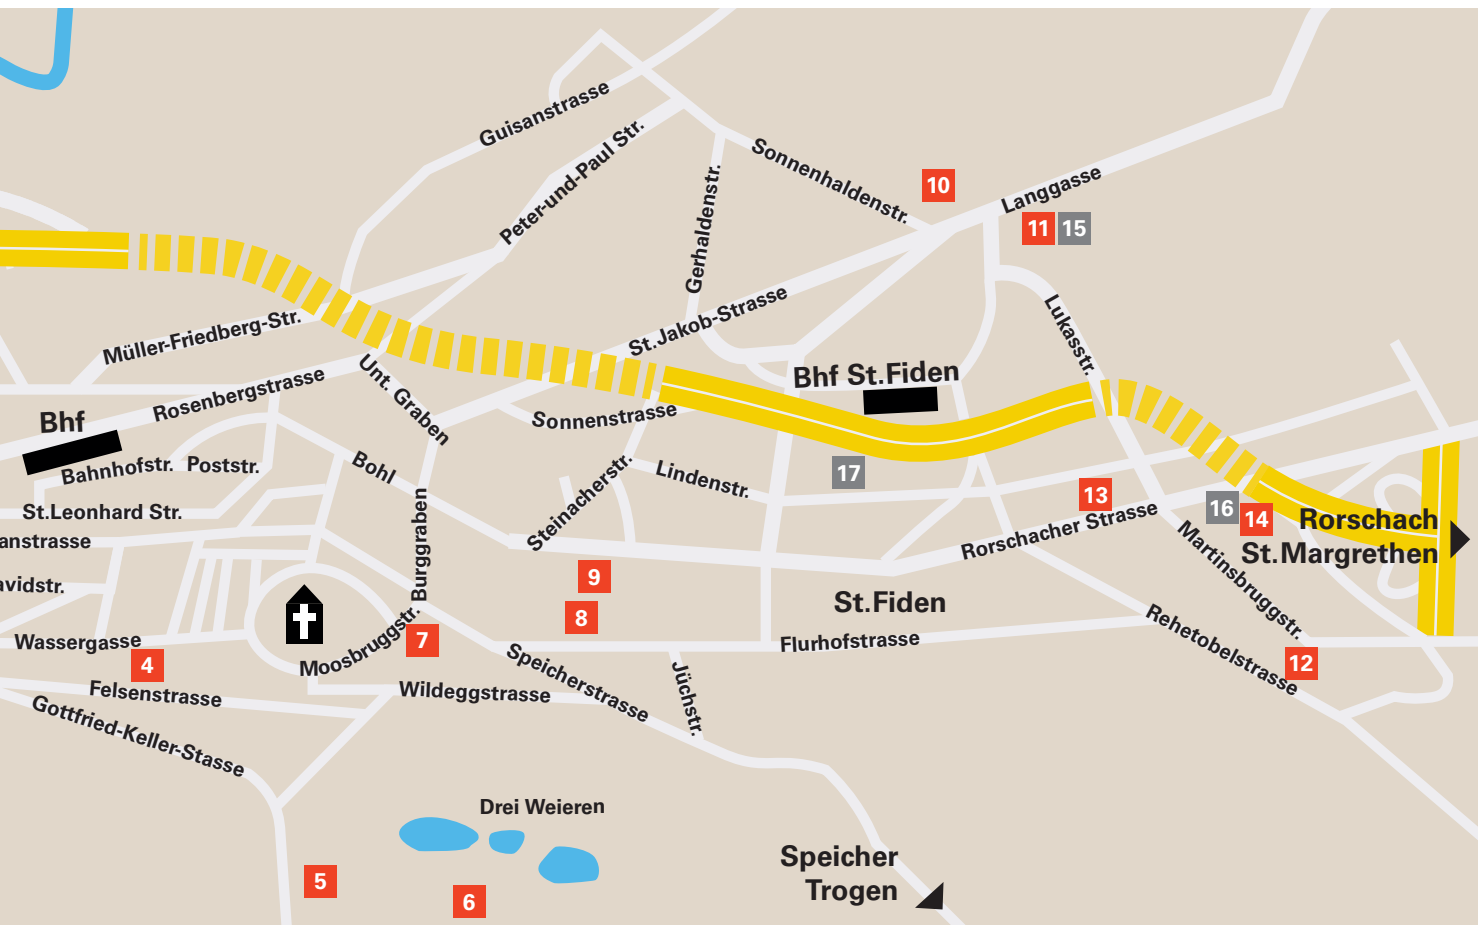 Guisanstrasse
Peter-und-Paul Str.
Sonnenhaldenstr.
10
Langgasse
11
15
Gerhaldenstr.
Müller-Friedberg-Str.
St.Jakob-Strasse
Lukasstr.
Unt. Graben
Rosenbergstrasse
Bhf St.Fiden
Bhf
Sonnenstrasse
Bahnhofstr.
Poststr.
Bohl
Lindenstr.
17
Steinacherstr.
13
16
14
St.Leonhard Str.
anstrasse
Burggraben
Rorschacher Strasse
Rorschach
St.Margrethen
Martinsbruggstr.
avidstr.
9
8
St.Fiden
Wassergasse
4
Moosbruggstr.
7
Flurhofstrasse
Rehetobelstrasse
12
Felsenstrasse
Wildeggstrasse
Speicherstrasse
Jüchstr.
Gottfried-Keller-Stasse
Drei Weieren
5
6
Speicher
Trogen